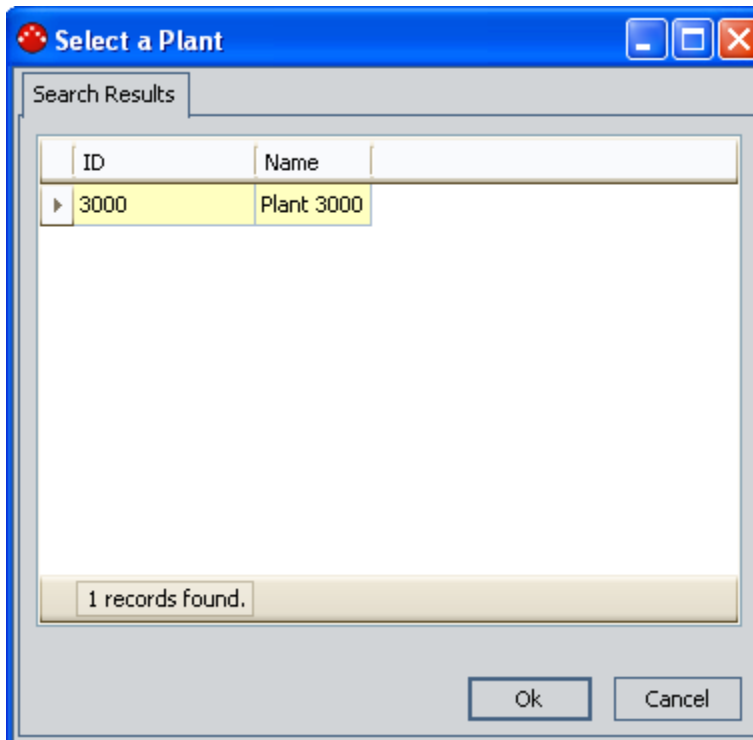 Select a Plant
Search Results
ID Name
3000 Plant 3000
1 records found.
Ok Cancel